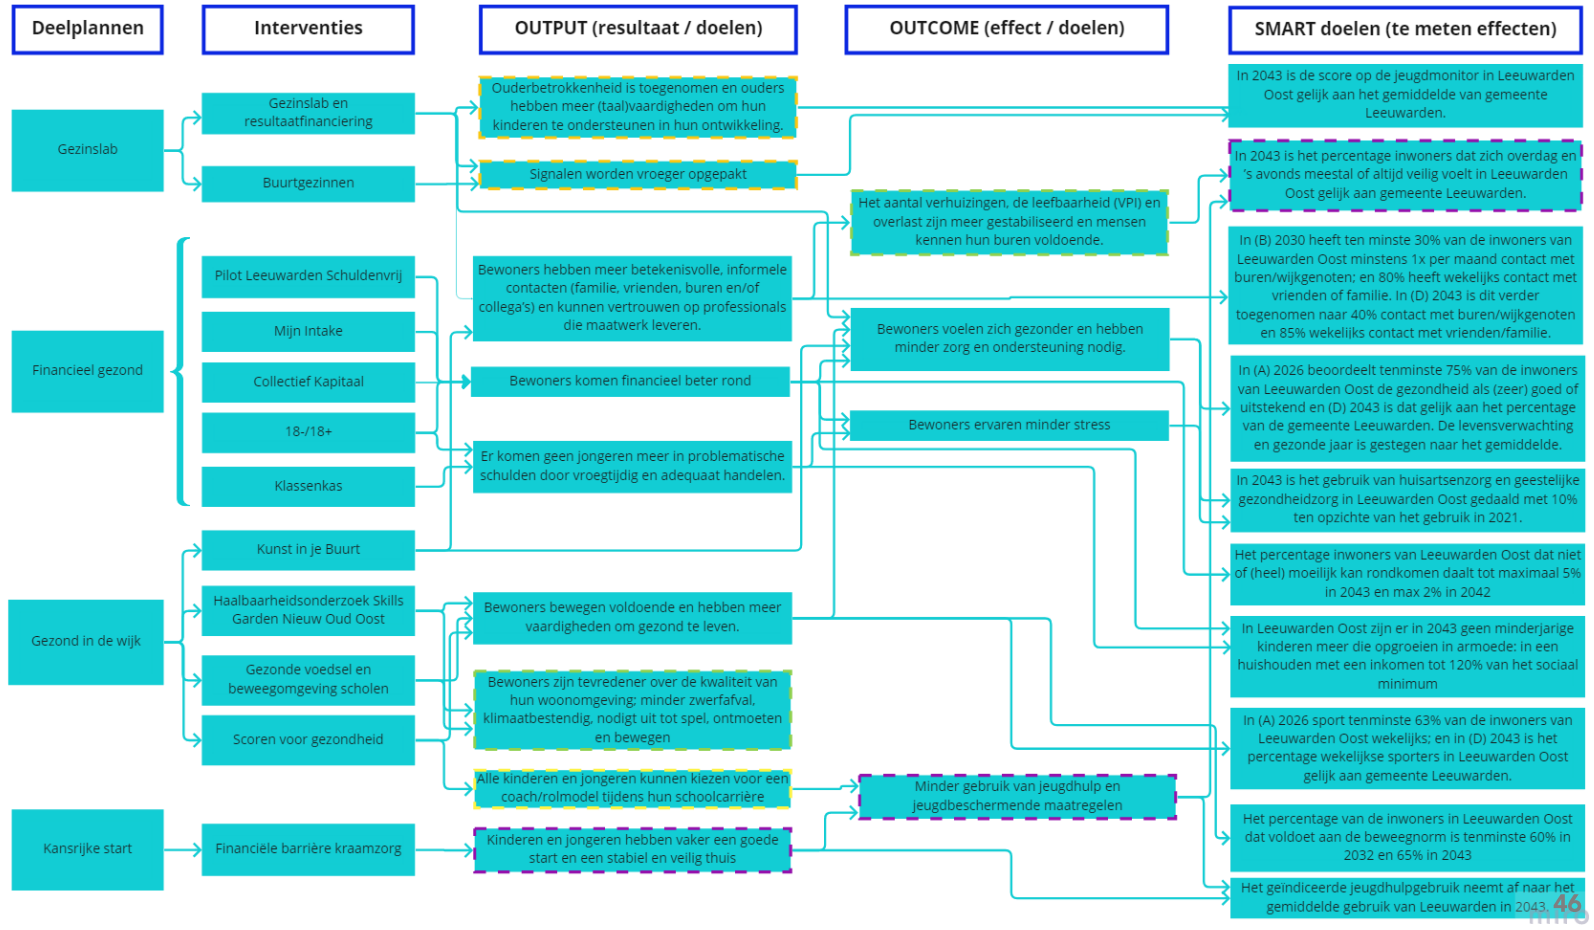 Deelplannen
Interventies
OUTPUT (resultaat / doelen)
OUTCOME (effect / doelen)
SMART doelen (te meten effecten)
Gezinslab
Financieel gezond
Gezond in de wijk
Kansrijke start
Gezinslab en
resultaatfinanciering
Buurtgezinnen
Pilot Leeuwarden Schuldenvrij
Mijn Intake
Collectief Kapitaal
18-/18+
Klassenkas
Kunst in je Buurt
Haalbaarheidsonderzoek Skills
Garden Nieuw Oud Oost
Gezonde voedsel en
beweegomgeving scholen
Scoren voor gezondheid
Financiële barrière kraamzorg
Ouderbetrokkenheid is toegenomen en ouders
hebben meer (taal)vaardigheden om hun
kinderen te ondersteunen in hun ontwikkeling.
Signalen worden vroeger opgepakt
Bewoners hebben meer betekenisvolle, informele
contacten (familie, vrienden, buren en/of
collega's) en kunnen vertrouwen op professionals
die maatwerk leveren.
Bewoners komen financieel beter rond
Er komen geen jongeren meer in problematische
schulden door vroegtijdig en adequaat handelen.
Bewoners bewegen voldoende en hebben meer
vaardigheden om gezond te leven.
Bewoners zijn tevredener over de kwaliteit van
hun woonomgeving; minder zwerfafval,
klimaatbestendig, nodigt uit tot spel, ontmoeten
en bewegen
Alle kinderen en jongeren kunnen kiezen voor een
coach/rolmodel tijdens hun schoolcarrière
Kinderen en jongeren hebben vaker een goede
start en een stabiel en veilig thuis
Het aantal verhuizingen, de leefbaarheid (VPI) en
overlast zijn meer gestabiliseerd en mensen
kennen hun buren voldoende.
Bewoners voelen zich gezonder en hebben
minder zorg en ondersteuning nodig.
Bewoners ervaren minder stress
Minder gebruik van jeugdhulp en
jeugdbeschermende maatregelen
In 2043 is de score op de jeugdmonitor in Leeuwarden
Oost gelijk aan het gemiddelde van gemeente
Leeuwarden.
In 2043 is het percentage inwoners dat zich overdag en
's avonds meestal of altijd veilig voelt in Leeuwarden
Oost gelijk aan gemeente Leeuwarden.
In (B) 2030 heeft ten minste 30% van de inwoners van
Leeuwarden Oost minstens 1x per maand contact met
buren/wijkgenoten; en 80% heeft wekelijks contact met
vrienden of familie. In (D) 2043 is dit verder
toegenomen naar 40% contact met buren/wijkgenoten
en 85% wekelijks contact met vrienden/familie.
In (A) 2026 beoordeelt tenminste 75% van de inwoners
van Leeuwarden Oost de gezondheid als (zeer) goed of
uitstekend en (D) 2043 is dat gelijk aan het percentage
van de gemeente Leeuwarden. De levensverwachting
en gezonde jaar is gestegen naar het gemiddelde.
In 2043 is het gebruik van huisartsenzorg en geestelijke
gezondheidzorg in Leeuwarden Oost gedaald met 10%
ten opzichte van het gebruik in 2021.
Het percentage inwoners van Leeuwarden Oost dat niet
of (heel) moeilijk kan rondkomen daalt tot maximaal 5%
in 2043 en max 2% in 2042
In Leeuwarden Oost zijn er in 2043 geen minderjarige
kinderen meer die opgroeien in armoede: in een
huishouden met een inkomen tot 120% van het sociaal
minimum
In (A) 2026 sport tenminste 63% van de inwoners van
Leeuwarden Oost wekelijks; en in (D) 2043 is het
percentage wekelijkse sporters in Leeuwarden Oost
gelijk aan gemeente Leeuwarden.
Het percentage van de inwoners in Leeuwarden Oost
dat voldoet aan de beweegnorm is tenminste 60% in
2032 en 65% in 2043
Het geïndiceerde jeugdhulpgebruik neemt af naar het
gemiddelde gebruik van Leeuwarden in 2043.
46
miro